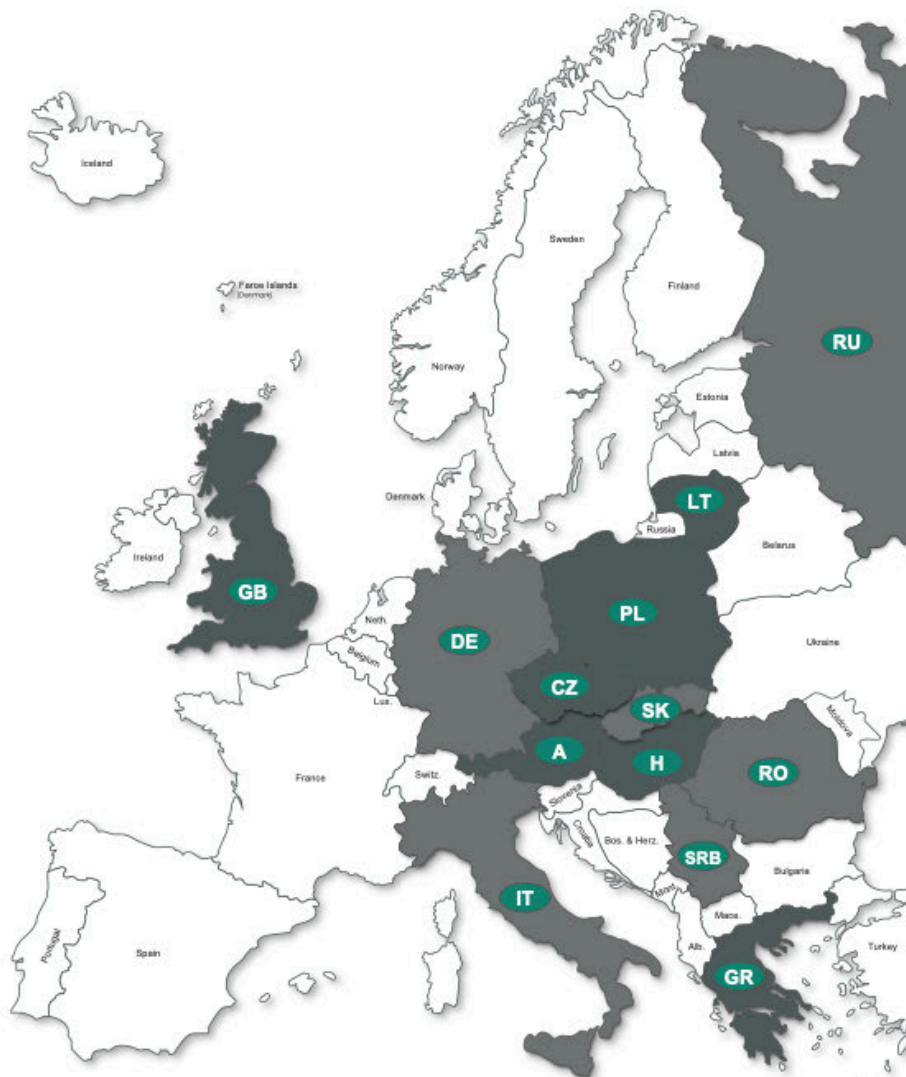 Iceland
Faroe Islands
[Denmark]
Sweden
Finland
Norway
RU
Estonia
Latvia
Denmark
LT
Russia
Belarus
Ireland
GB
Neth.
PL
DE
Belgium
Ukraine
Lux.
CZ
SK
Moldova
A
H
RO
France
Switz.
Slovenia
Croatia
Bos. & Herz.
SRB
Bulgaria
Mont.
IT
Mace.
Portugal
Spain
Alb.
Turkey
GR